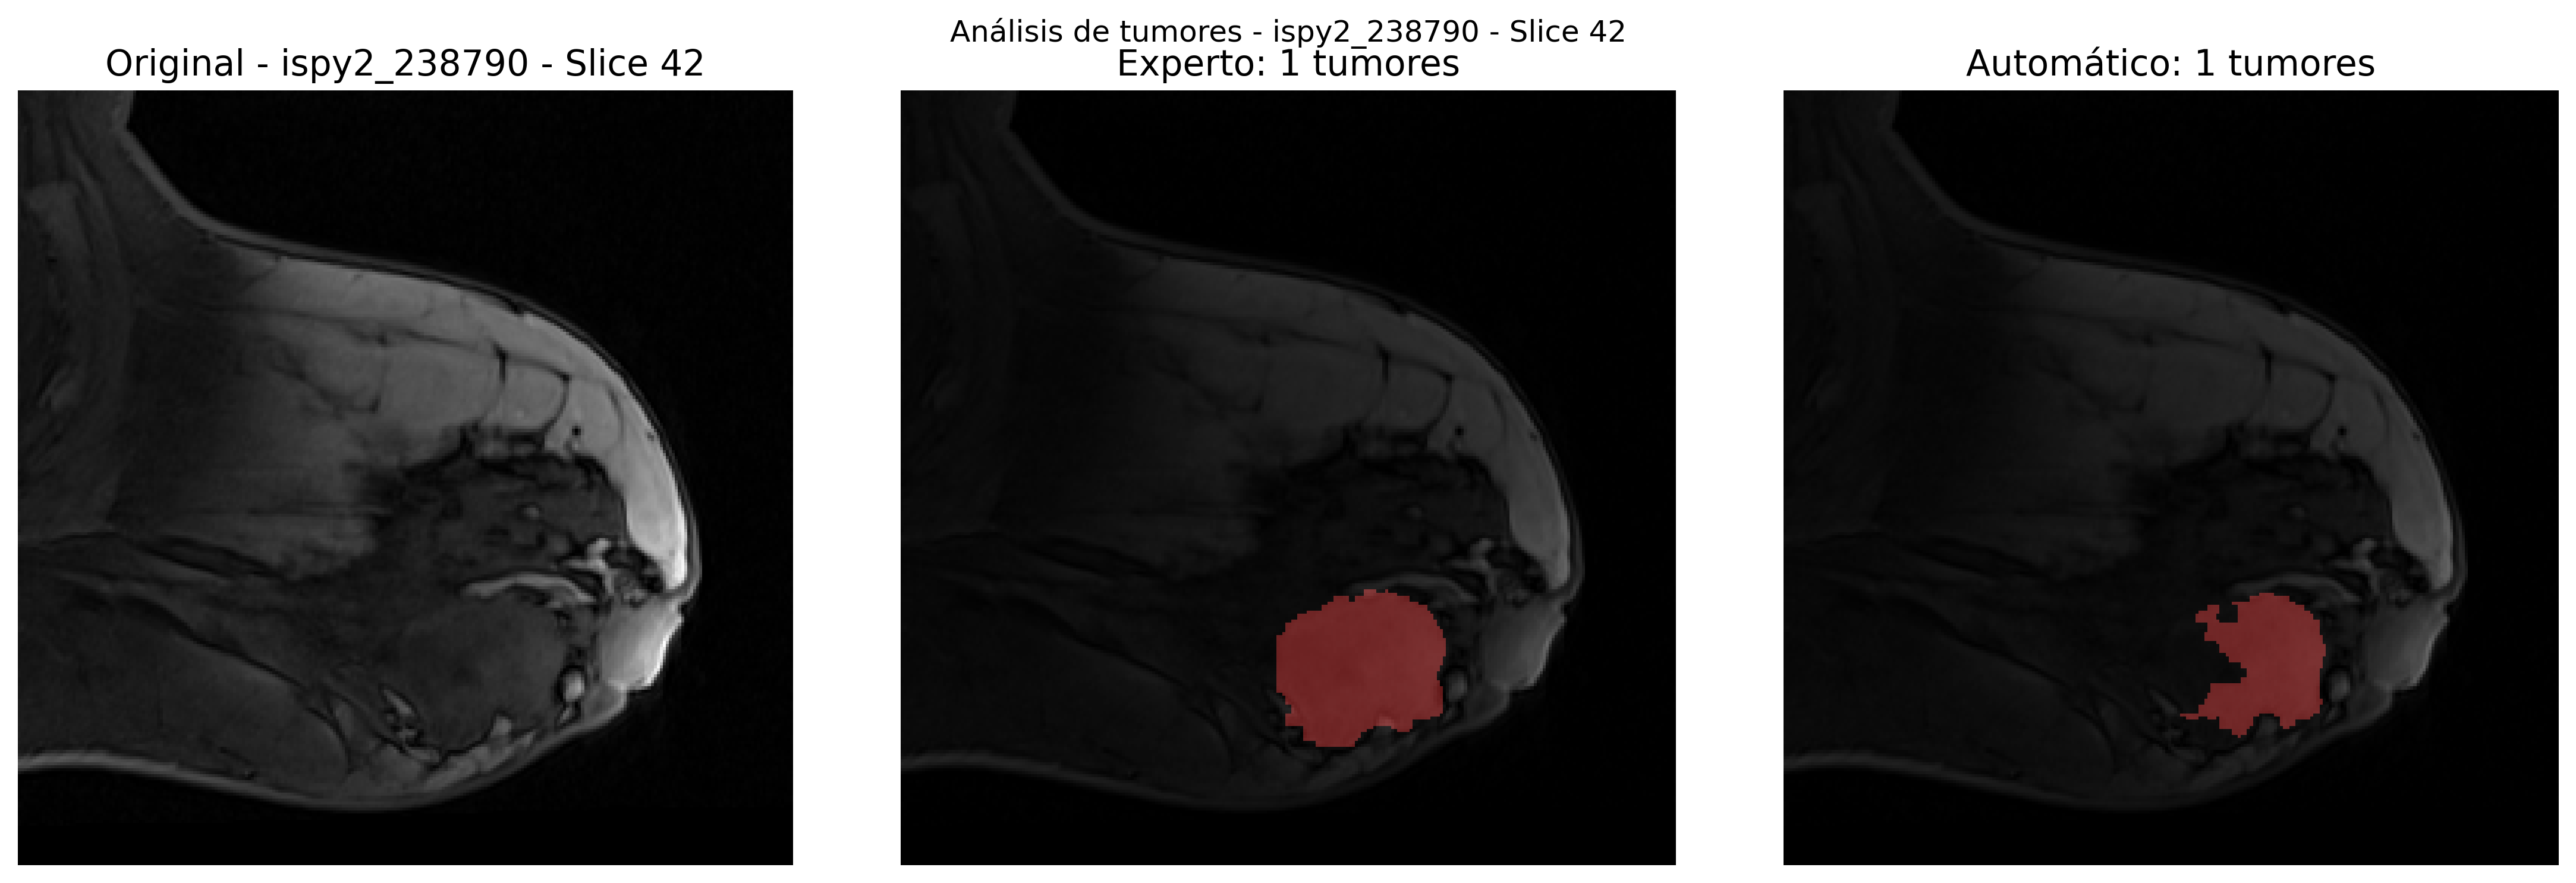 Análisis de tumores - ispy2_238790 - Slice 42
Original - ispy2_238790 - Slice 42
Experto: 1 tumores
Automático: 1 tumores